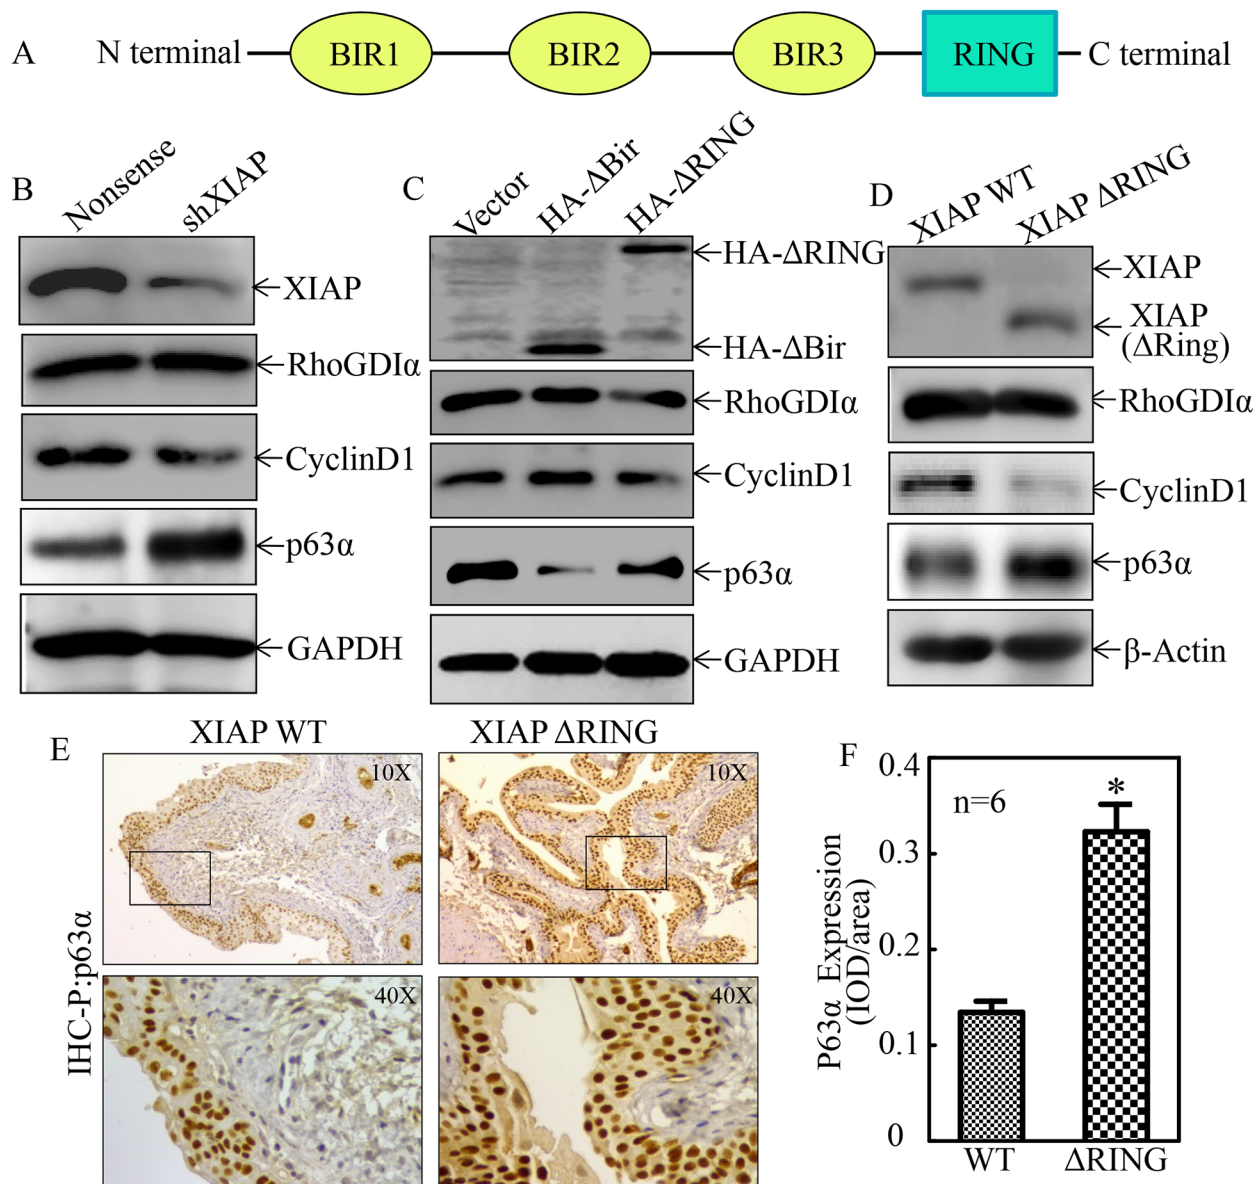 A
N terminal
BIR1
BIR2
BIR3
RING
C terminal
B
Nonsense
shXIAP
XIAP
RhoGDIα
CyclinD1
p63α
GAPDH
C
Vector
HA-ΔBir
HA-ΔRING
HA-ΔRING
HA-ΔBir
RhoGDIα
CyclinD1
p63α
GAPDH
D
XIAP WT
XIAP ΔRING
XIAP
XIAP
(ΔRing)
RhoGDIα
CyclinD1
p63α
β-Actin
E
XIAP WT
XIAP ΔRING
IHC-P:p63α
10X
10X
40X
40X
F
P63α Expression
(IOD/area)
0.4
0.3
0.2
0.1
0
n=6
*
WT
ΔRING